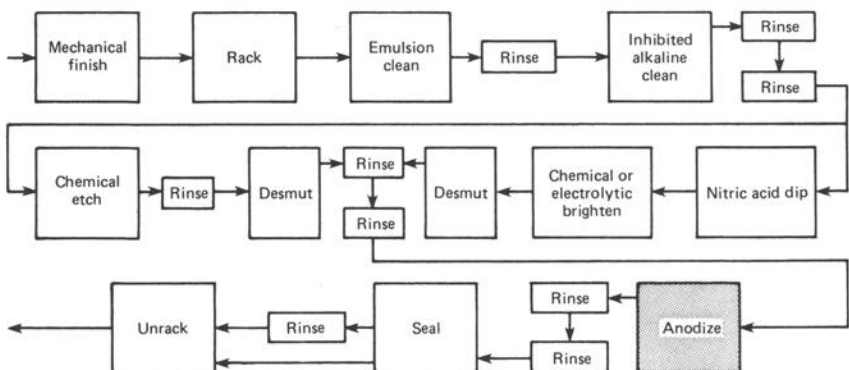 Mechanical
finish
Rack
Emulsion
clean
Rinse
Inhibited
alkaline
clean
Rinse
Rinse
Chemical
etch
Rinse
Desmut
Rinse
Rinse
Desmut
Chemical or
electrolytic
brighten
Nitric acid dip
Unrack
Rinse
Seal
Rinse
Rinse
Anodize